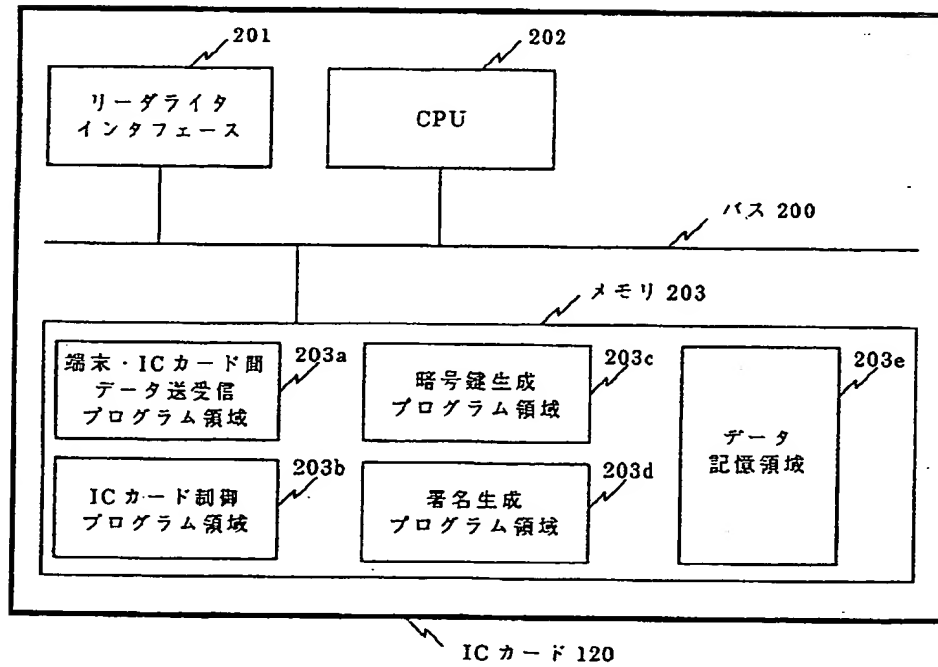 201
202
リーダライタ
インタフェース
CPU
バス 200
メモリ 203
端末・ICカード間
データ送受信
プログラム領域
203a
暗号鍵生成
プログラム領域
203c
データ
記憶領域
203e
ICカード制御
プログラム領域
203b
署名生成
プログラム領域
203d
ICカード 120